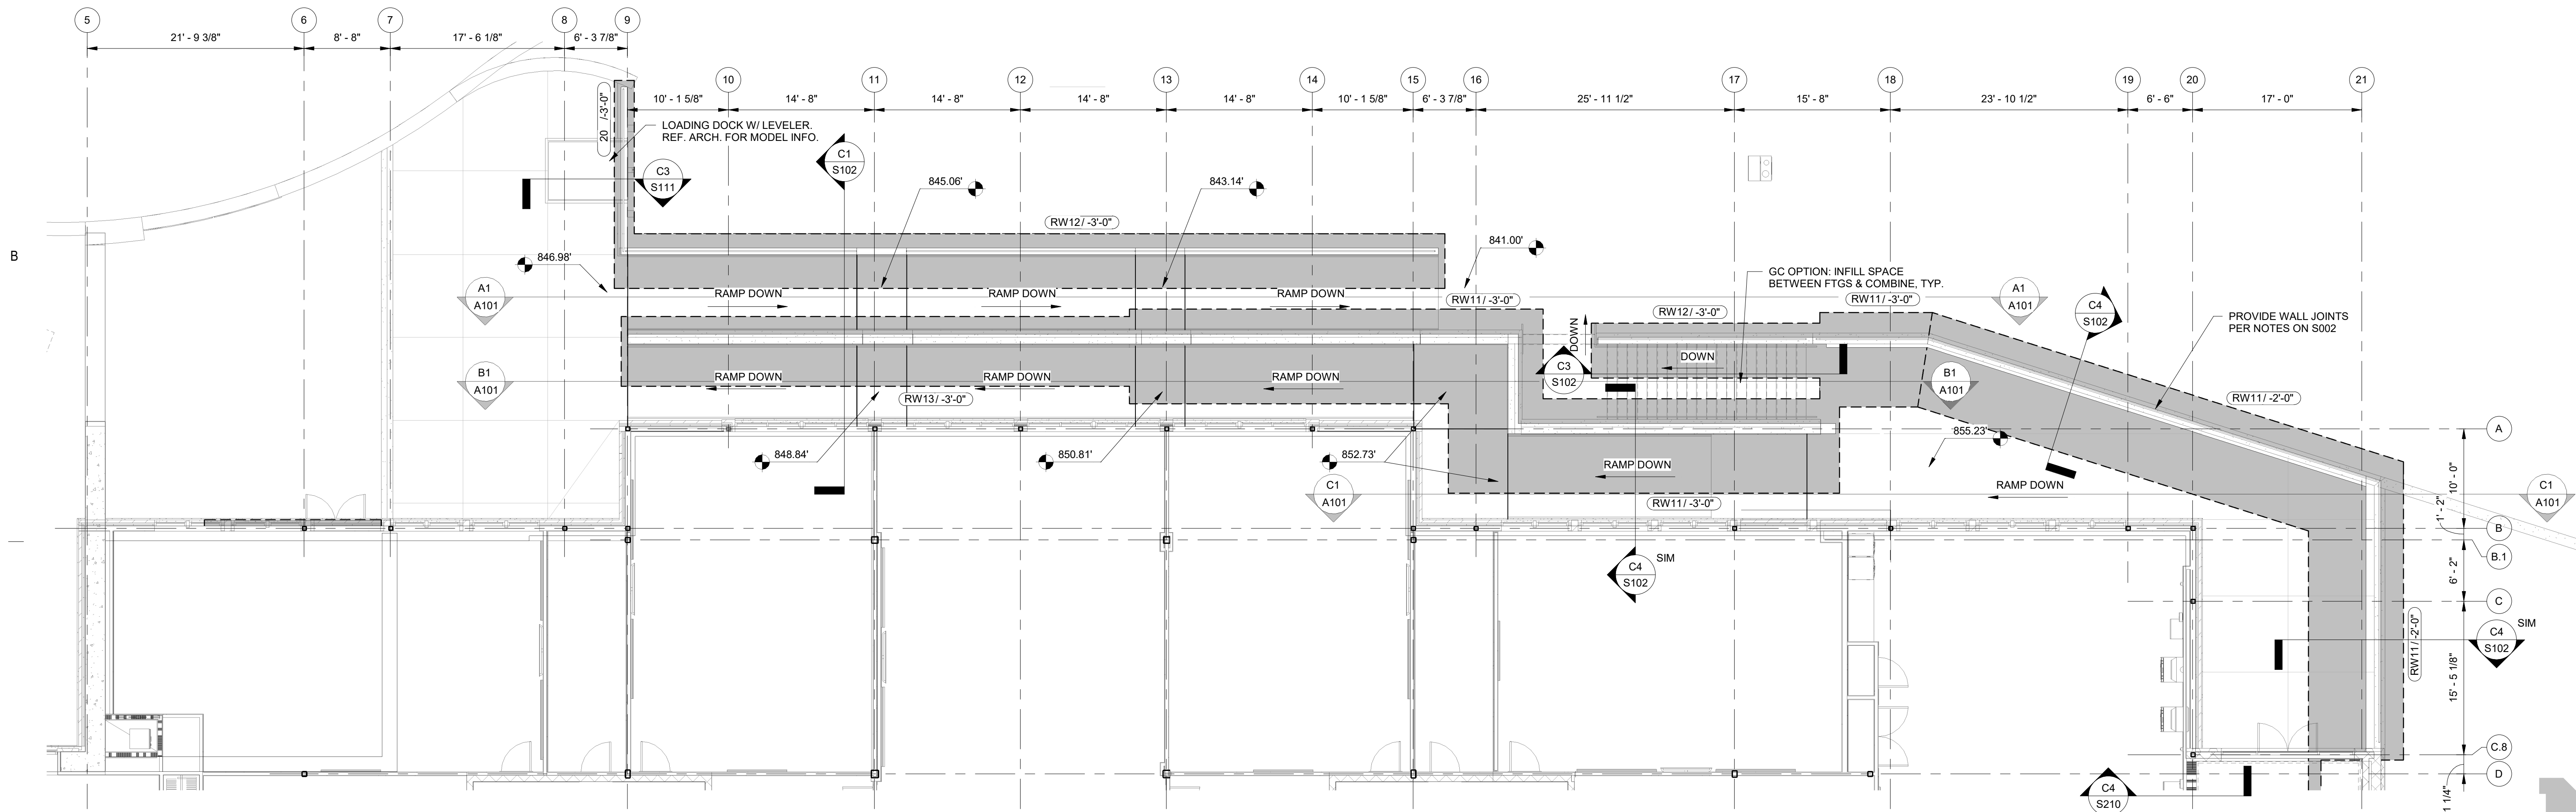 5
6
7
8
9
21' - 9 3/8"
8' - 8"
17' - 6 1/8"
6' - 3 7/8"
10
11
12
13
14
15
16
17
18
19
20
21
10' - 1 5/8"
14' - 8"
14' - 8"
14' - 8"
14' - 8"
10' - 1 5/8"
6' - 3 7/8"
25' - 11 1/2"
15' - 8"
23' - 10 1/2"
6' - 6"
17' - 0"
20 /-3'-0"
LOADING DOCK W/ LEVELER.
REF. ARCH. FOR MODEL INFO.
C1
S102
C3
S111
845.06'
843.14'
RW12 / -3'-0"
841.00'
B
846.98'
GC OPTION: INFILL SPACE
BETWEEN FTGS & COMBINE, TYP.
A1
A101
RAMP DOWN
RAMP DOWN
RAMP DOWN
RW11 / -3'-0"
RW12 / -3'-0"
RW11 / -3'-0"
A1
A101
C4
S102
PROVIDE WALL JOINTS
PER NOTES ON S002
DOWN
DOWN
B1
A101
RAMP DOWN
RAMP DOWN
RAMP DOWN
C3
S102
B1
A101
RW13 / -3'-0"
RW11 / -2'-0"
A
848.84'
850.81'
852.73'
855.23'
RAMP DOWN
RAMP DOWN
C1
A101
RW11 / -3'-0"
10' - 0"
C1
A101
1' - 2"
B
B.1
SIM
C4
S102
6' - 2"
C
RW11 / -2'-0"
C4
S102
SIM
15' - 5 1/8"
C.8
D
C4
S210
1 1/4"